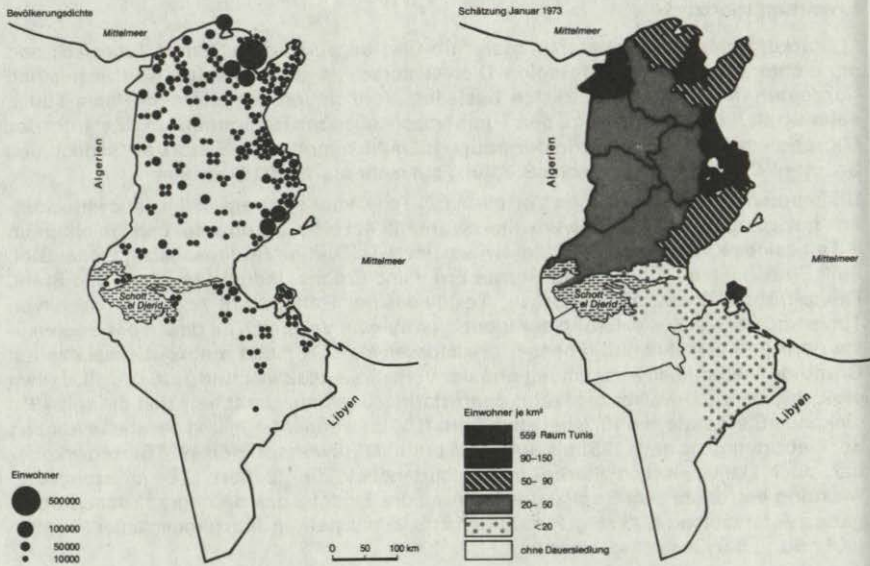 Bevölkerungsdichte
Mittelmeer
Algerien
Mittelmeer
Schott
el Djerid
Libyen
Einwohner
500000
100000
50000
10000
0 50 100 km
Schätzung Januar 1973
Mittelmeer
Algerien
Mittelmeer
Schott
el Djerid
Libyen
Einwohner je km²
559 Raum Tunis
90-150
50- 90
20- 50
<20
ohne Dauersiedlung